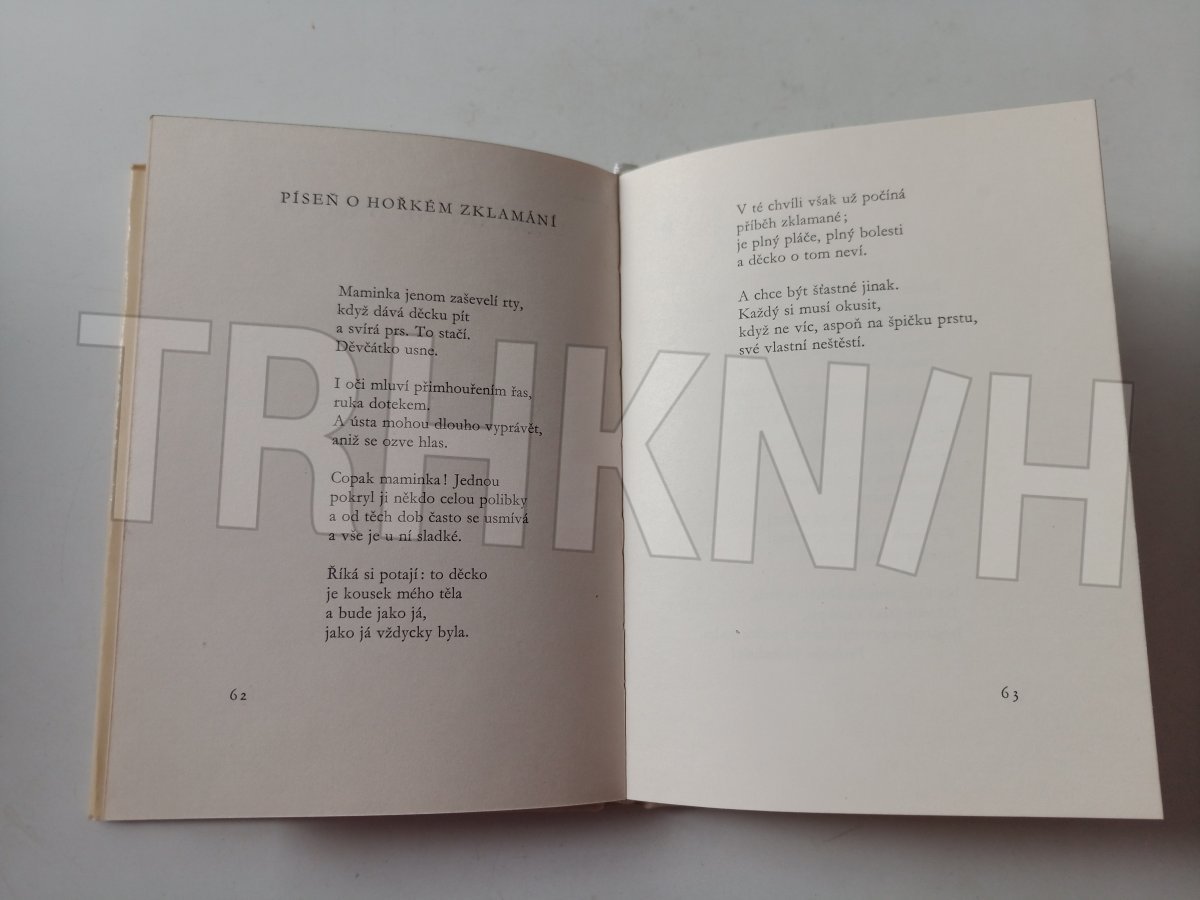 PÍSEŇ O HOŘKÉM ZKLAMÁNÍ
Maminka jenom zaševelí rty,
když dává děcku pít
a svírá prs. To stačí.
Děvčátko usne.
I oči mluví přimhouřením řas,
ruka dotekem.
A ústa mohou dlouho vyprávět,
aniž se ozve hlas.
Copak maminka! Jednou
pokryl ji někdo celou polibky
a od těch dob často se usmívá
a vše je u ní sladké.
Říká si potají: to děcko
je kousek mého těla
a bude jako já,
jako já vždycky byla.
62
V té chvíli však už počíná
příběh zklamané;
je plný pláče, plný bolesti
a děcko o tom neví.
A chce být šťastné jinak.
Každý si musí okusit,
když ne víc, aspoň na špičku prstu,
své vlastní neštěstí.
63
TRHKN/H